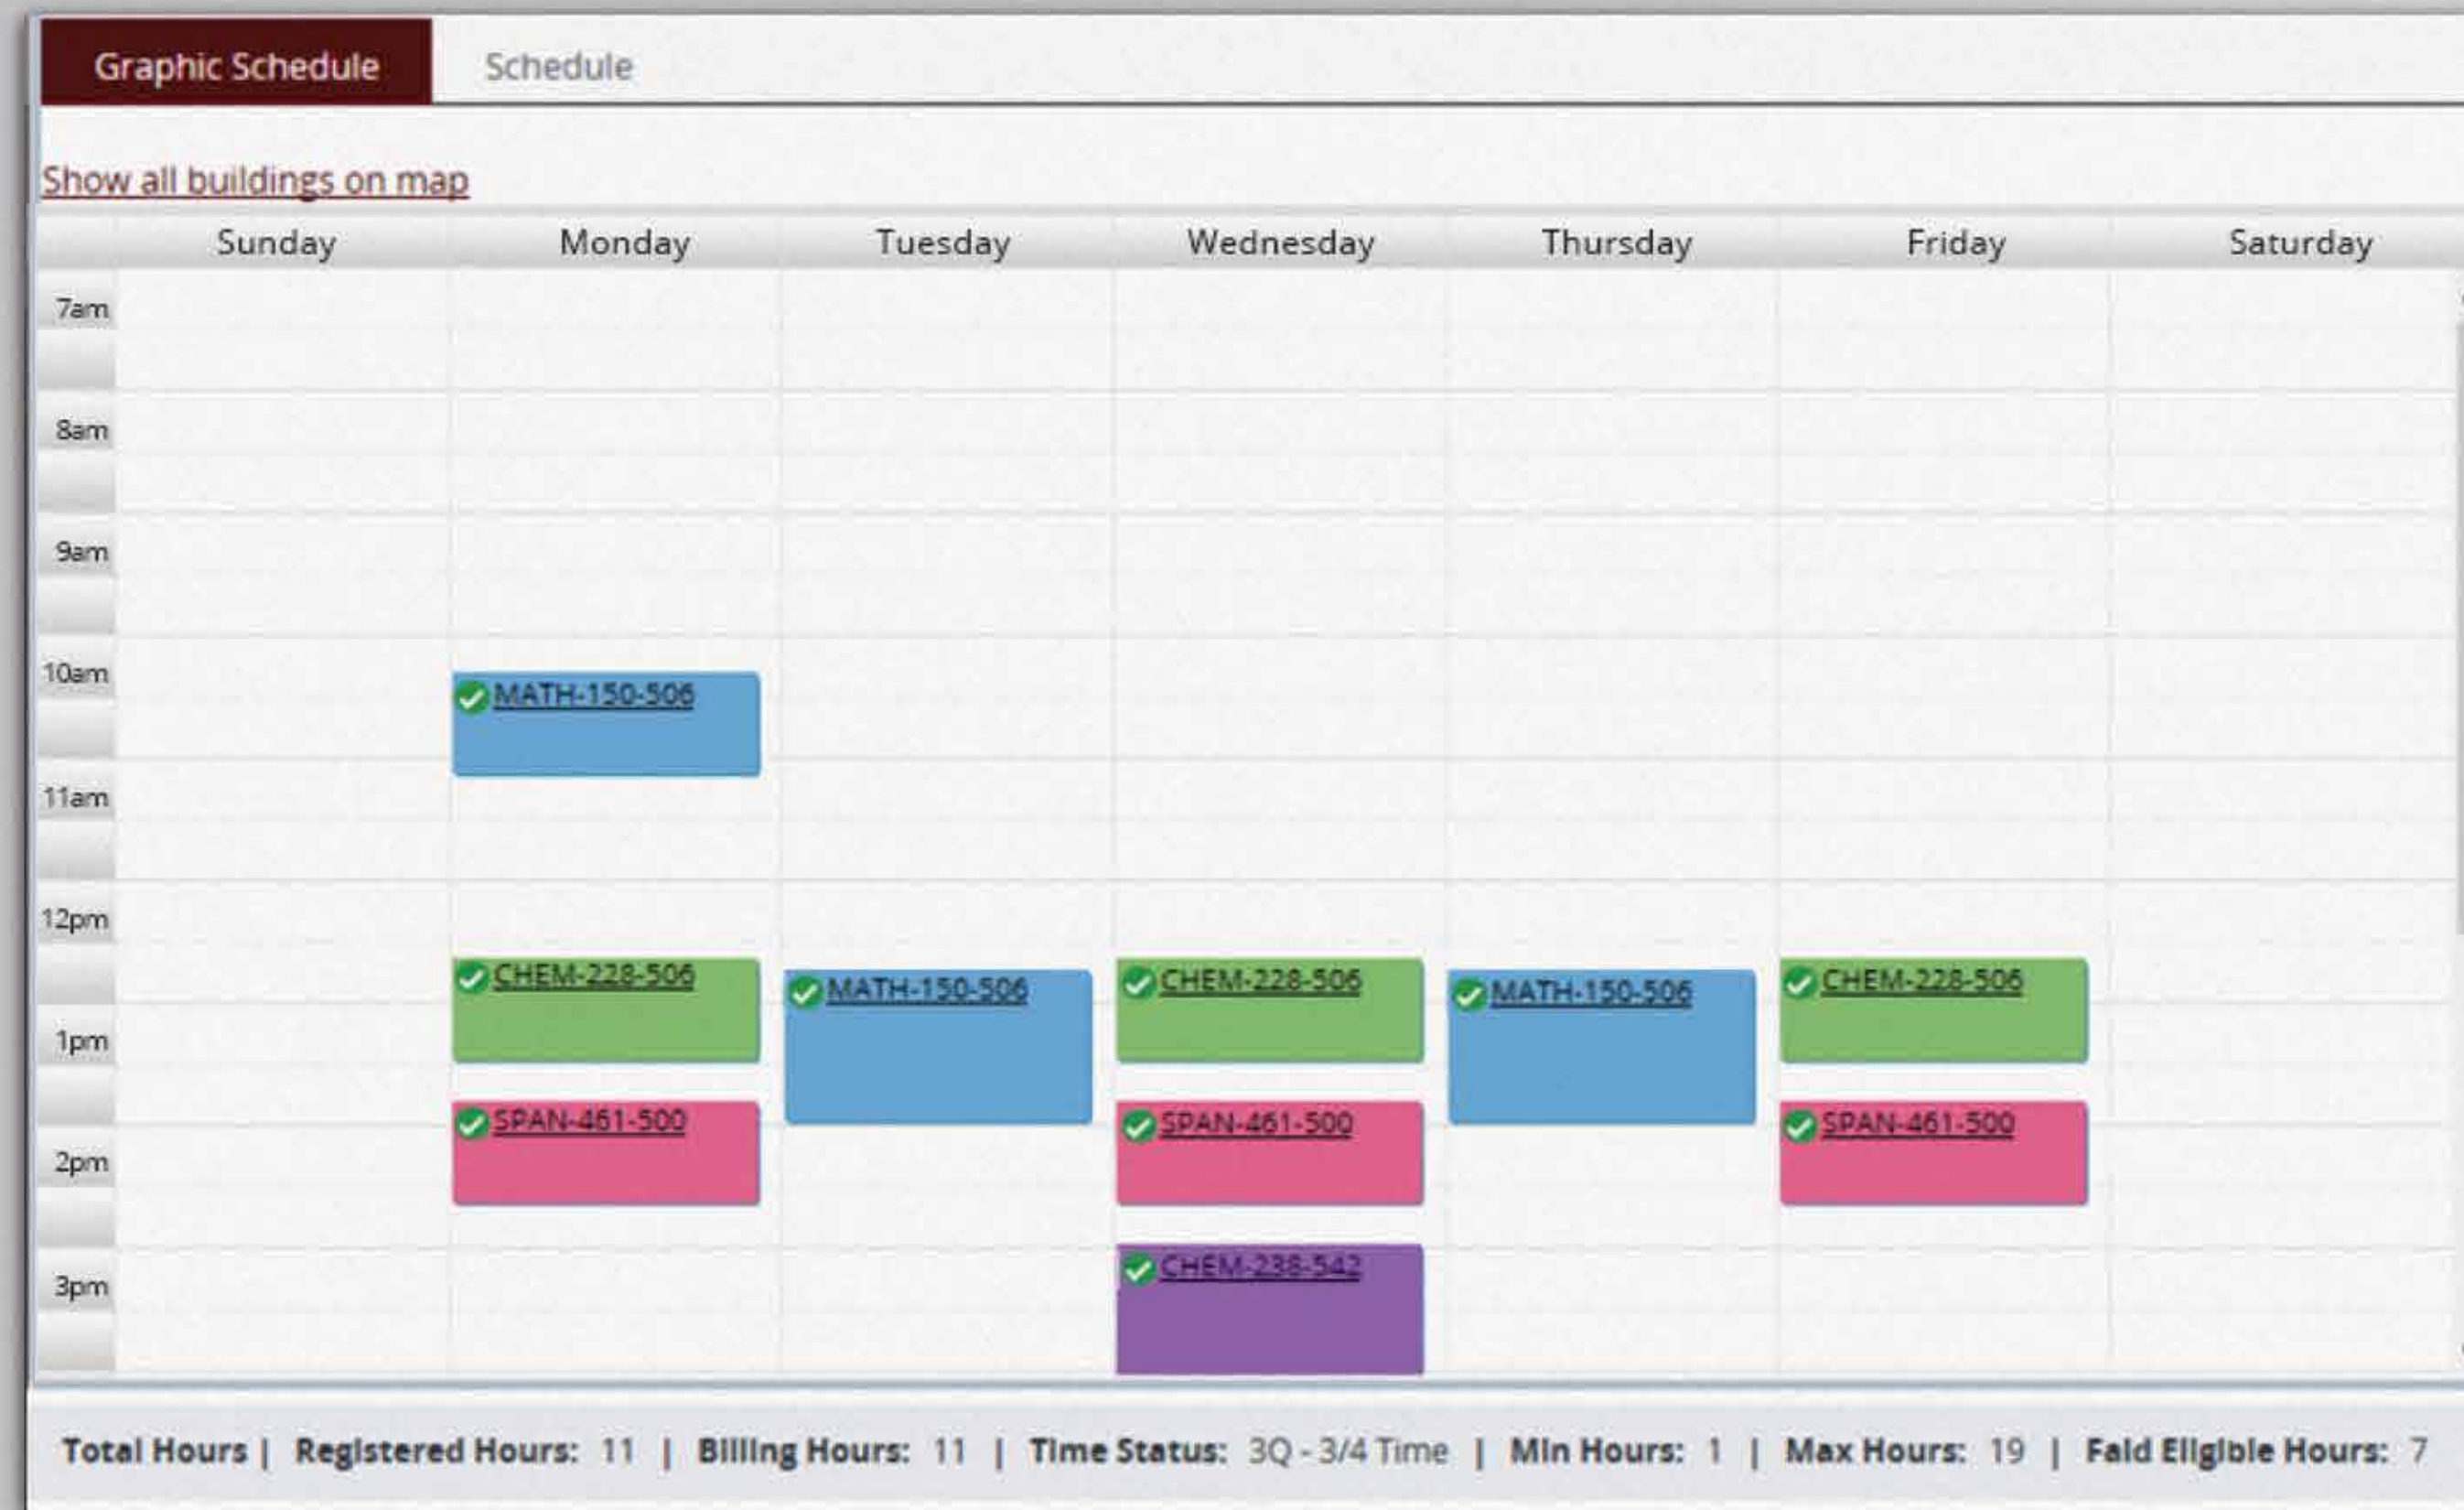 Graphic Schedule Schedule
Show all buildings on map
Sunday Monday Tuesday Wednesday Thursday Friday Saturday
7am
8am
9am
10am
MATH-150-506
11am
12pm
CHEM-228-506 MATH-150-506 CHEM-228-506 MATH-150-506 CHEM-228-506
1pm
SPAN-461-500 SPAN-461-500 SPAN-461-500
2pm
CHEM-238-542
3pm
Total Hours | Registered Hours: 11 | Billing Hours: 11 | Time Status: 3Q - 3/4 Time | Min Hours: 1 | Max Hours: 19 | Faid Eligible Hours: 7